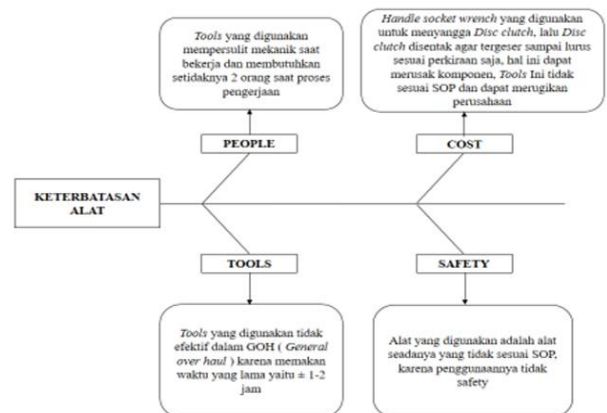 Tools yang digunakan
mempersulit mekanik saat
bekerja dan membutuhkan
setidaknya 2 orang saat proses
pengerjaan
Handle socket wrench yang digunakan
untuk menyangga Disc clutch, lalu Disc
clutch disentak agar tergeser sampai lurus
sesuai perkiraan saja, hal ini dapat
merusak komponen, Tools Ini tidak
sesuai SOP dan dapat merugikan
perusahaan
PEOPLE
COST
KETERBATASAN
ALAT
TOOLS
SAFETY
Tools yang digunakan tidak
efektif dalam GOH ( General
over haul ) karena memakan
waktu yang lama yaitu ± 1-2
jam
Alat yang digunakan adalah alat
seadanya yang tidak sesuai SOP,
karena penggunaannya tidak
safety